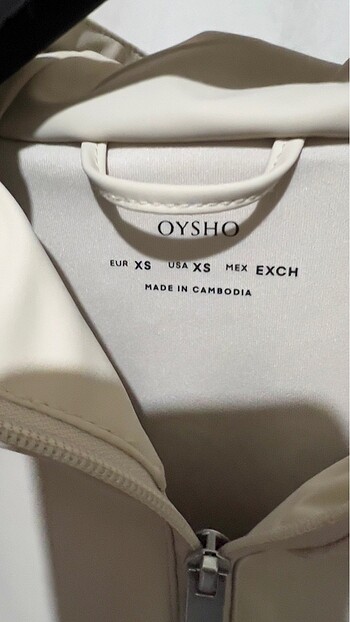 OYSHO
EUR XS USA XS MEX EXCH
MADE IN CAMBODIA